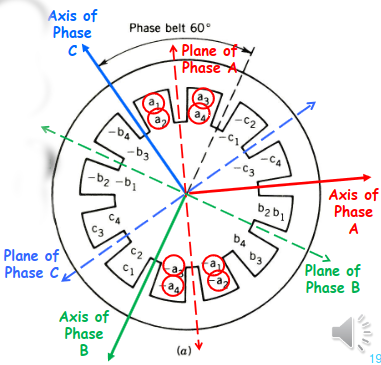 Axis of
Phase
C
Phase belt 60°
Plane of
Phase A
a1
a2
a3
a4
-c2
-c1
-c4
-c3
-b4
-b3
-b2 -b1
b2 b1
Axis of
Phase
A
c4
c3
c2
c1
b4
b3
-a3
-a4
-a1
-a2
Plane of
Phase C
Plane of
Phase B
Axis of
Phase
B
(a)
19